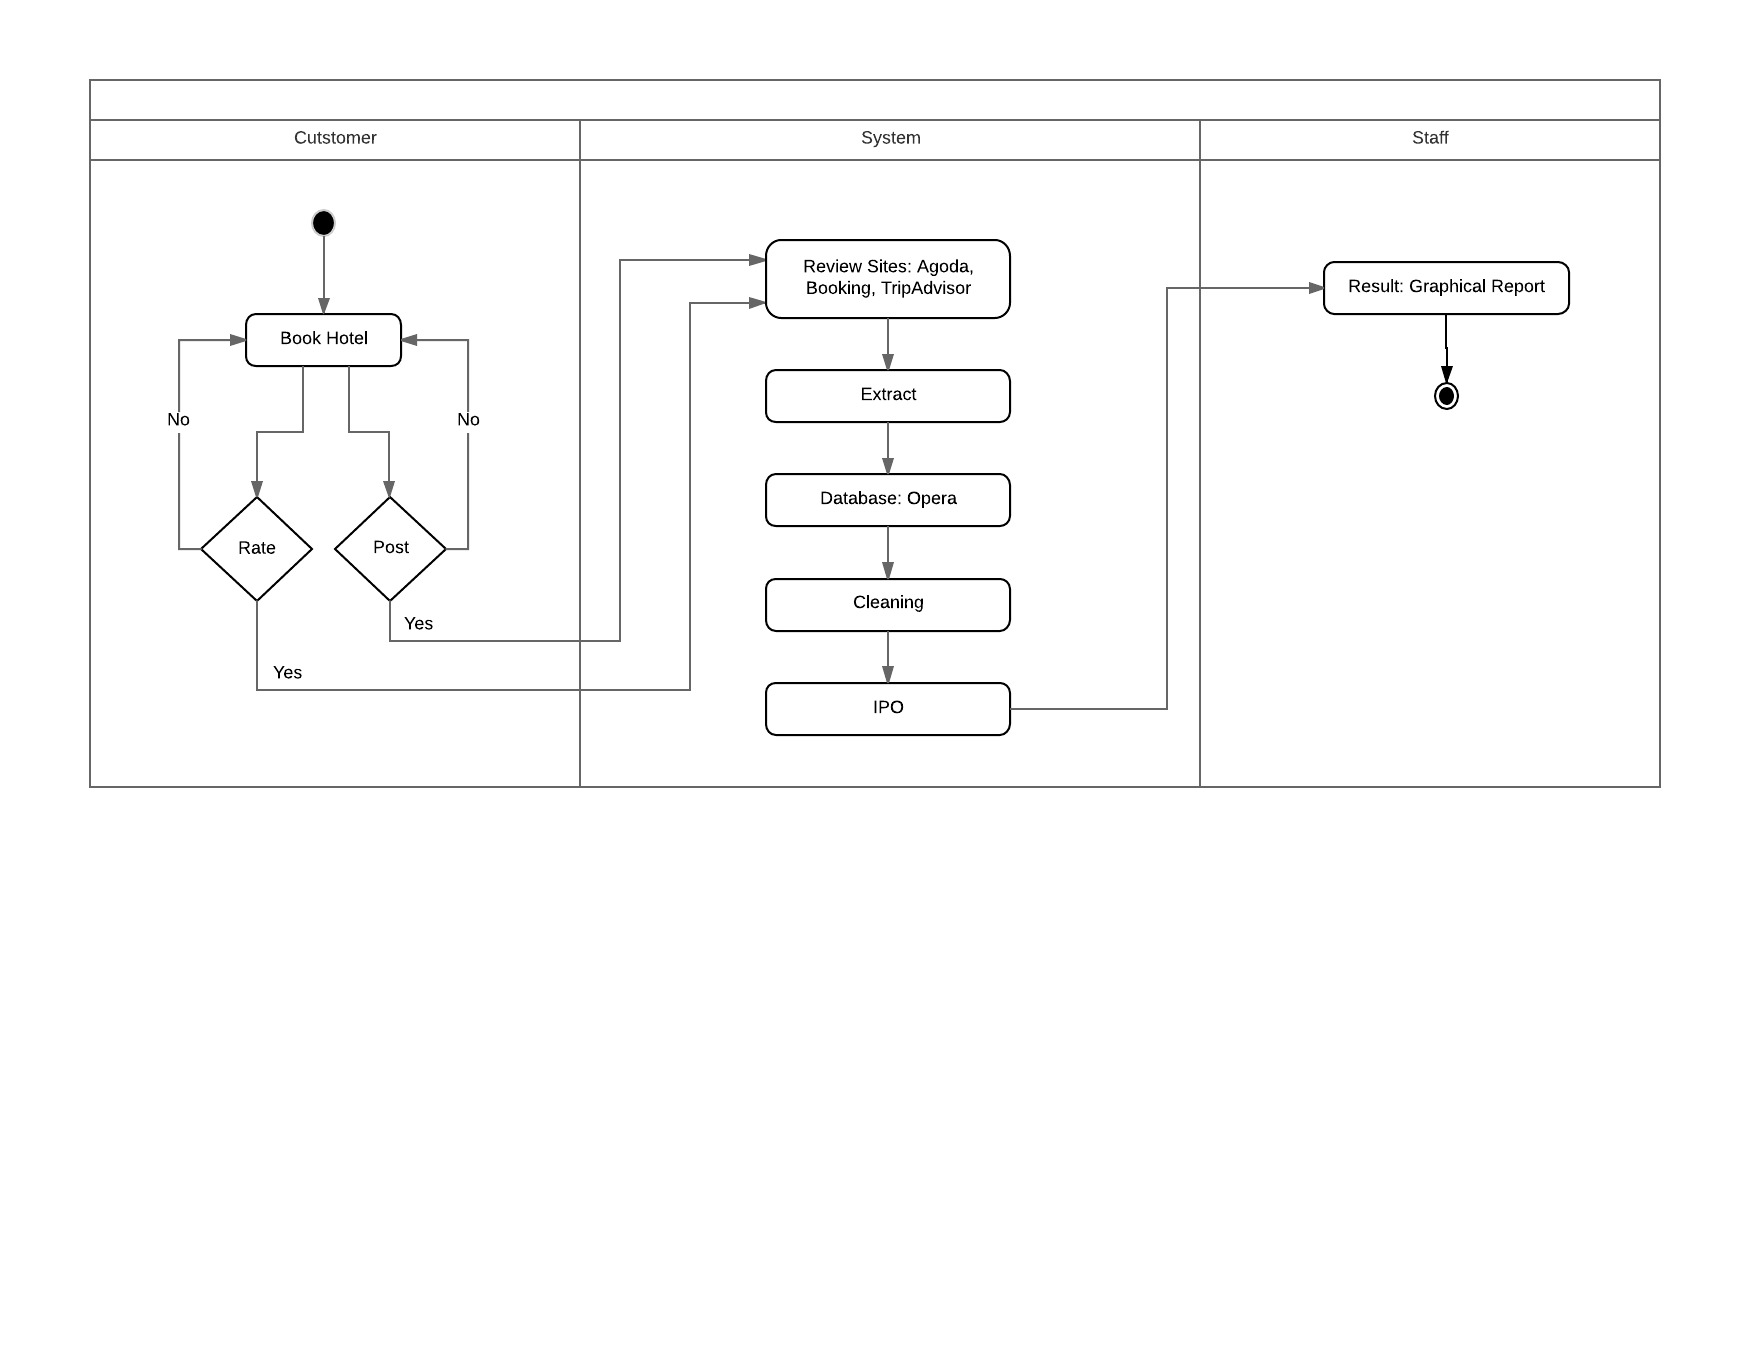 Cutstomer
System
Staff
Book Hotel
No
No
Rate
Post
Yes
Yes
Review Sites: Agoda,
Booking, TripAdvisor
Extract
Database: Opera
Cleaning
IPO
Result: Graphical Report